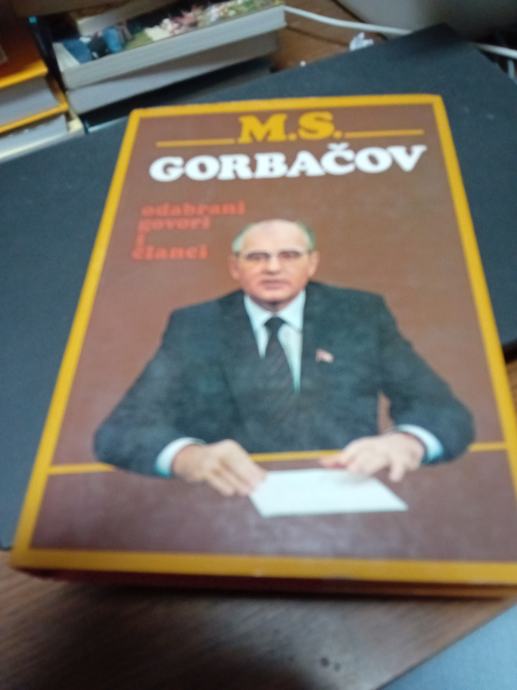 M.S.
GORBAČOV
odabrani
govori
i
članci